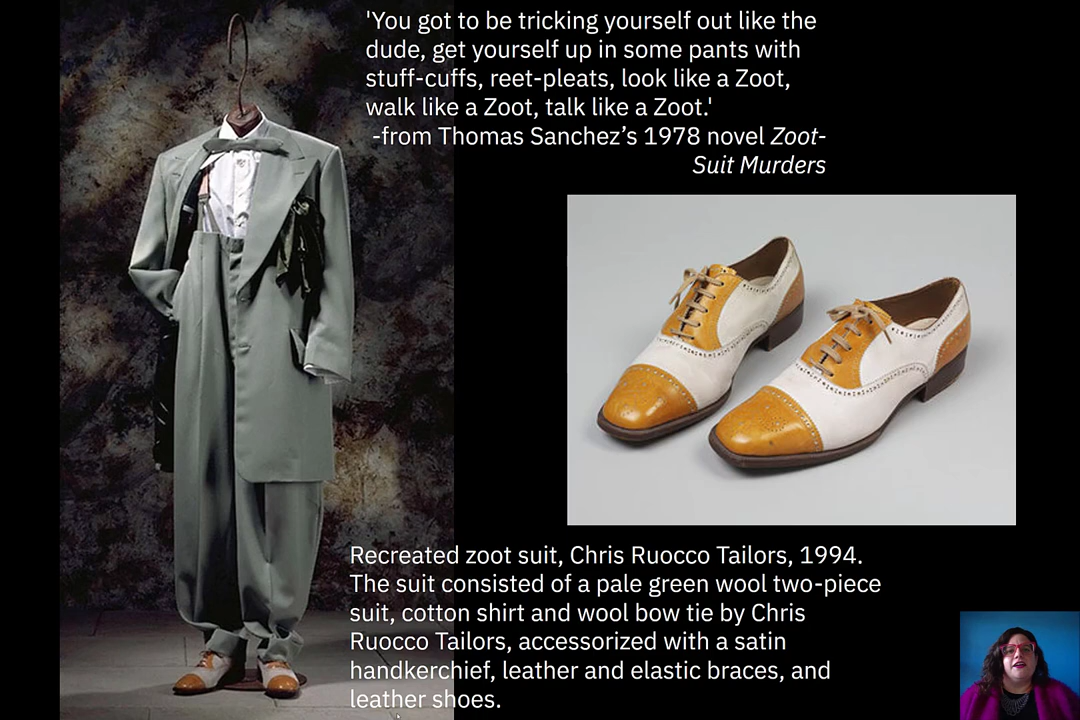 'You got to be tricking yourself out like the
dude, get yourself up in some pants with
stuff-cuffs, reet-pleats, look like a Zoot,
walk like a Zoot, talk like a Zoot.'
-from Thomas Sanchez’s 1978 novel Zoot-
Suit Murders
Recreated zoot suit, Chris Ruocco Tailors, 1994.
The suit consisted of a pale green wool two-piece
suit, cotton shirt and wool bow tie by Chris
Ruocco Tailors, accessorized with a satin
handkerchief, leather and elastic braces, and
leather shoes.